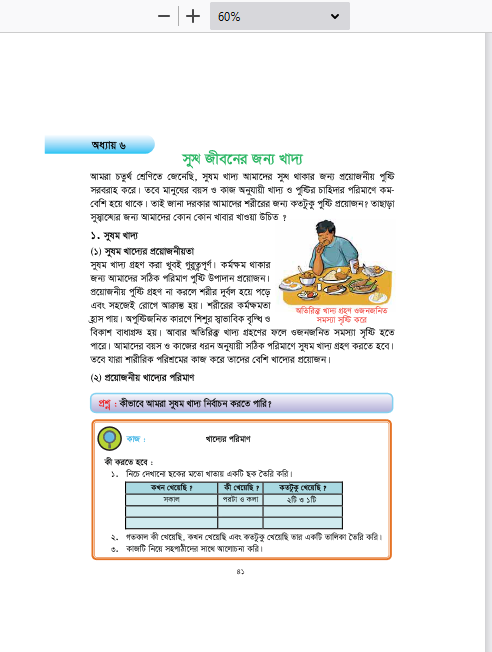 60%
অধ্যায় ৬
সুস্থ জীবনের জন্য খাদ্য
আমরা চতুর্থ শ্রেণিতে জেনেছি, সুষম খাদ্য আমাদের সুস্থ থাকার জন্য প্রয়োজনীয় পুষ্টি
সরবরাহ করে। তবে মানুষের বয়স ও কাজ অনুযায়ী খাদ্য ও পুষ্টির চাহিদার পরিমাণে কম-
বেশি হয়ে থাকে। তাই জানা দরকার আমাদের শরীরের জন্য কতটুকু পুষ্টি প্রয়োজন? তাছাড়া
সুস্বাস্থ্যের জন্য আমাদের কোন কোন খাবার খাওয়া উচিত ?
১. সুষম খাদ্য
(১) সুষম খাদ্যের প্রয়োজনীয়তা
সুষম খাদ্য গ্রহণ করা খুবই গুরুত্বপূর্ণ। কর্মক্ষম থাকার
জন্য আমাদের সঠিক পরিমাণ পুষ্টি উপাদান প্রয়োজন।
প্রয়োজনীয় পুষ্টি গ্রহণ না করলে শরীর দুর্বল হয়ে পড়ে
এবং সহজেই রোগে আক্রান্ত হয়। শরীরের কর্মক্ষমতা
হ্রাস পায়। অপুষ্টিজনিত কারণে শিশুর স্বাভাবিক বৃদ্ধি ও
বিকাশ বাধাগ্রস্ত হয়। আবার অতিরিক্ত খাদ্য গ্রহণের ফলে ওজনজনিত সমস্যা সৃষ্টি হতে
পারে। আমাদের বয়স ও কাজের ধরন অনুযায়ী সঠিক পরিমাণে সুষম খাদ্য গ্রহণ করতে হবে।
তবে যারা শারীরিক পরিশ্রমের কাজ করে তাদের বেশি খাদ্যের প্রয়োজন।
অতিরিক্ত খাদ্য গ্রহণ ওজনজনিত
সমস্যা সৃষ্টি করে
(২) প্রয়োজনীয় খাদ্যের পরিমাণ
প্রশ্ন : কীভাবে আমরা সুষম খাদ্য নির্বাচন করতে পারি?
কাজ : খাদ্যের পরিমাণ
কী করতে হবে :
১. নিচে দেখানো ছকের মতো খাতায় একটি ছক তৈরি করি।
কখন খেয়েছি ? কী খেয়েছি ? কতটুকু খেয়েছি ?
সকাল পরটা ও কলা ২টি ও ১টি
২. গতকাল কী খেয়েছি, কখন খেয়েছি এবং কতটুকু খেয়েছি তার একটি তালিকা তৈরি করি।
৩. কাজটি নিয়ে সহপাঠীদের সাথে আলোচনা করি।
৪১